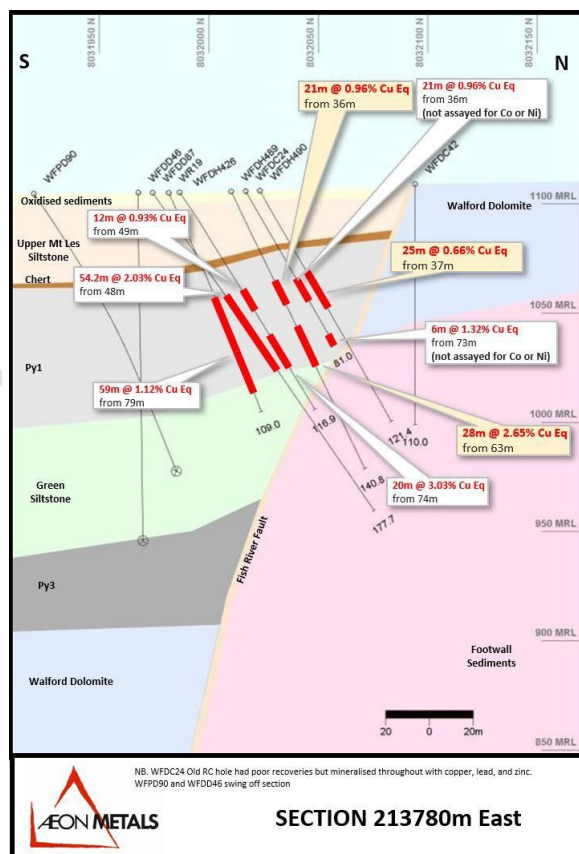 S
8031950 N
8032000 N
8032050 N
8032100 N
8032150 N
N
21m @ 0.96% Cu Eq
from 36m
21m @ 0.96% Cu Eq
from 36m
(not assayed for Co or Ni)
WFPD90
WFDD46
WFDD87
WR19
WFDH426
WFDH489
WFDC24
WFDH490
WFDC42
Oxidised sediments
1100 MRL
12m @ 0.93% Cu Eq
from 49m
Walford Dolomite
Upper Mt Les
Siltstone
25m @ 0.66% Cu Eq
from 37m
Chert
54.2m @ 2.03% Cu Eq
from 48m
1050 MRL
6m @ 1.32% Cu Eq
from 73m
(not assayed for Co or Ni)
Py1
81.0
59m @ 1.12% Cu Eq
from 79m
109.0
116.9
121.4
110.0
1000 MRL
28m @ 2.65% Cu Eq
from 63m
140.8
177.7
20m @ 3.03% Cu Eq
from 74m
Green
Siltstone
950 MRL
Fish River Fault
Py3
900 MRL
Footwall
Sediments
Walford Dolomite
20
0
20m
850 MRL
NB. WFDC24 Old RC hole had poor recoveries but mineralised throughout with copper, lead, and zinc.
WFPD90 and WFDD46 swing off section
ÆON METALS
SECTION 213780m East